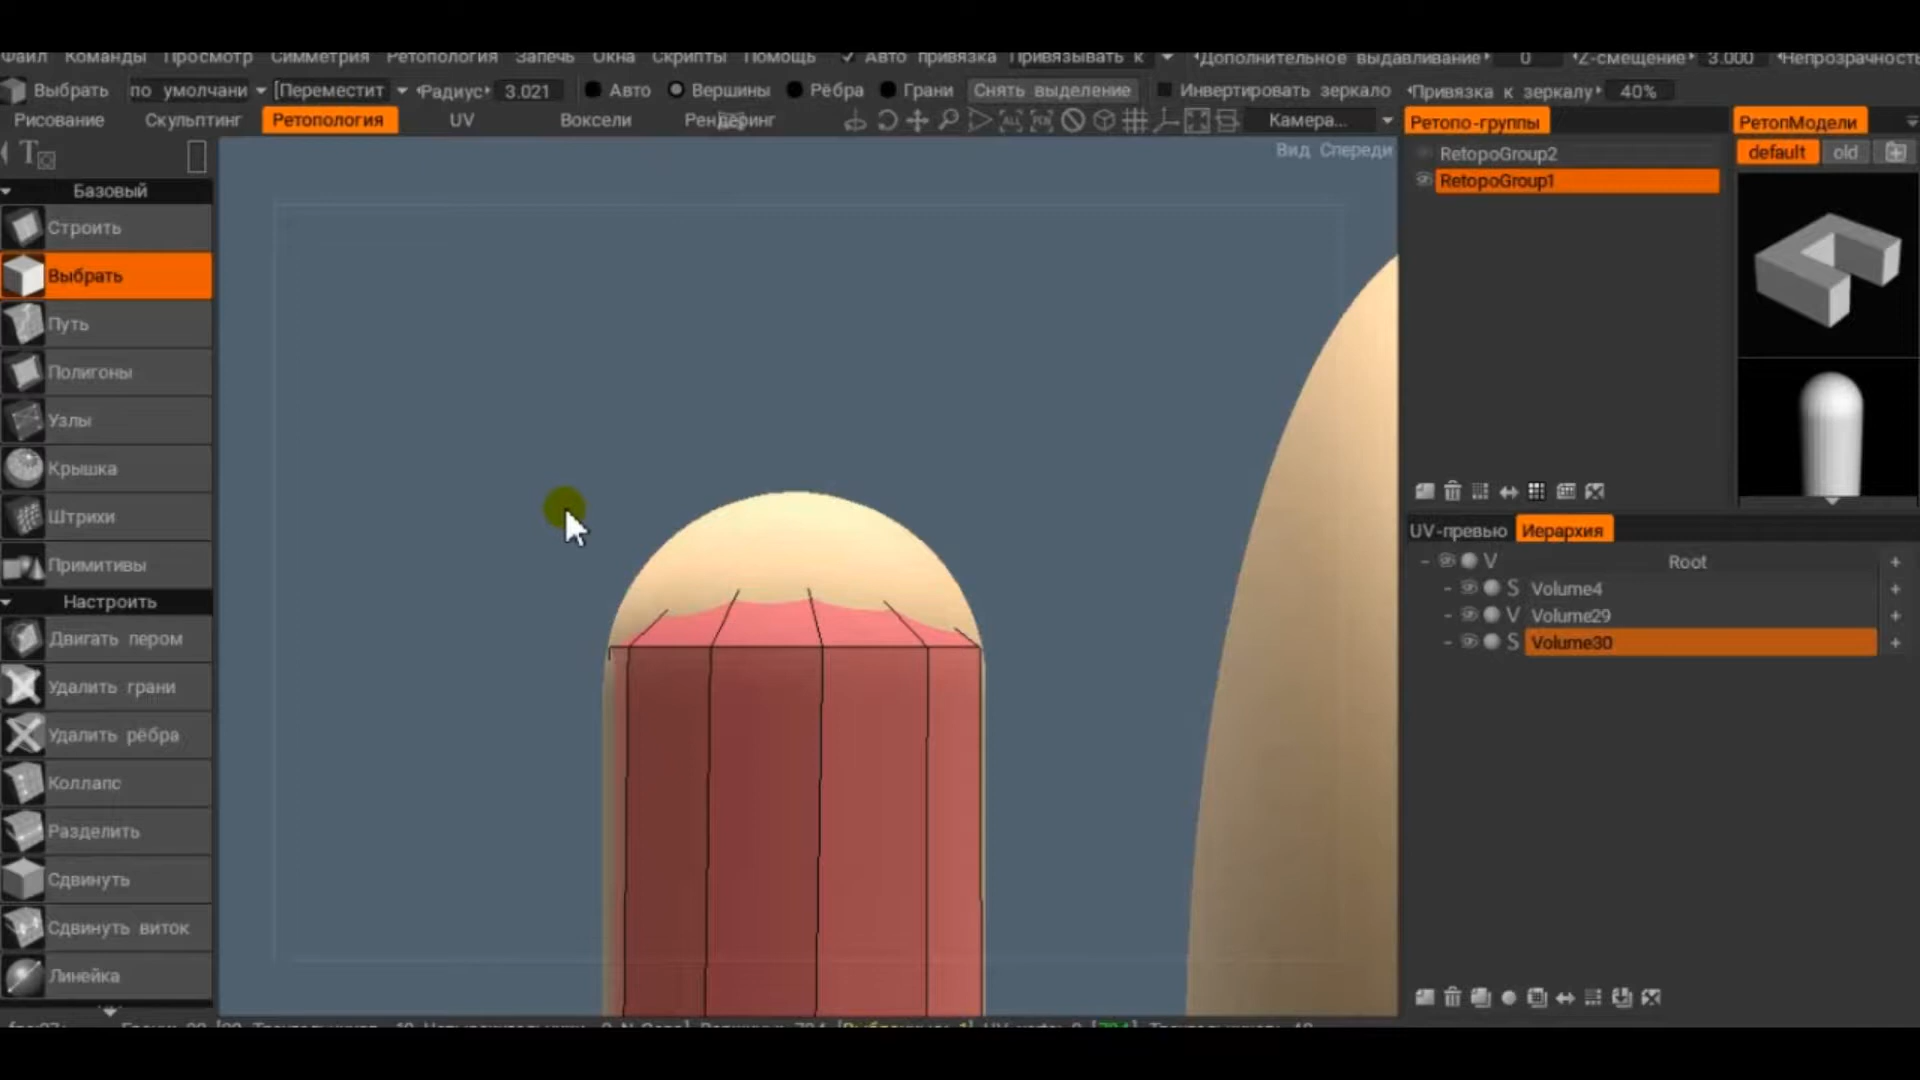 Файл Команды Просмотр Симметрия Ретопология Запечь Окна Скрипты Помощь Авто привязка Привязывать к Дополнительное выдавливание 0 Z-смещение 3.000 Непрозрачность
Выбрать по умолчани [Переместит Радиус 3.021 Авто Вершины Рёбра Грани Снять выделение Инвертировать зеркало Привязка к зеркалу 40%
Рисование Скульптинг Ретопология UV Воксели Рендеринг Камера... Ретопо-группы РетопМодели
Вид Спереди
RetopoGroup2
default old
RetopoGroup1
Базовый
Строить
Выбрать
Путь
Полигоны
Узлы
Крышка
Штрихи
Примитивы
Настроить
Двигать пером
Удалить грани
Удалить рёбра
Коллапс
Разделить
Сдвинуть
Сдвинуть виток
Линейка
UV-превью Иерархия
V Root +
S Volume4 +
V Volume29 +
S Volume30 +